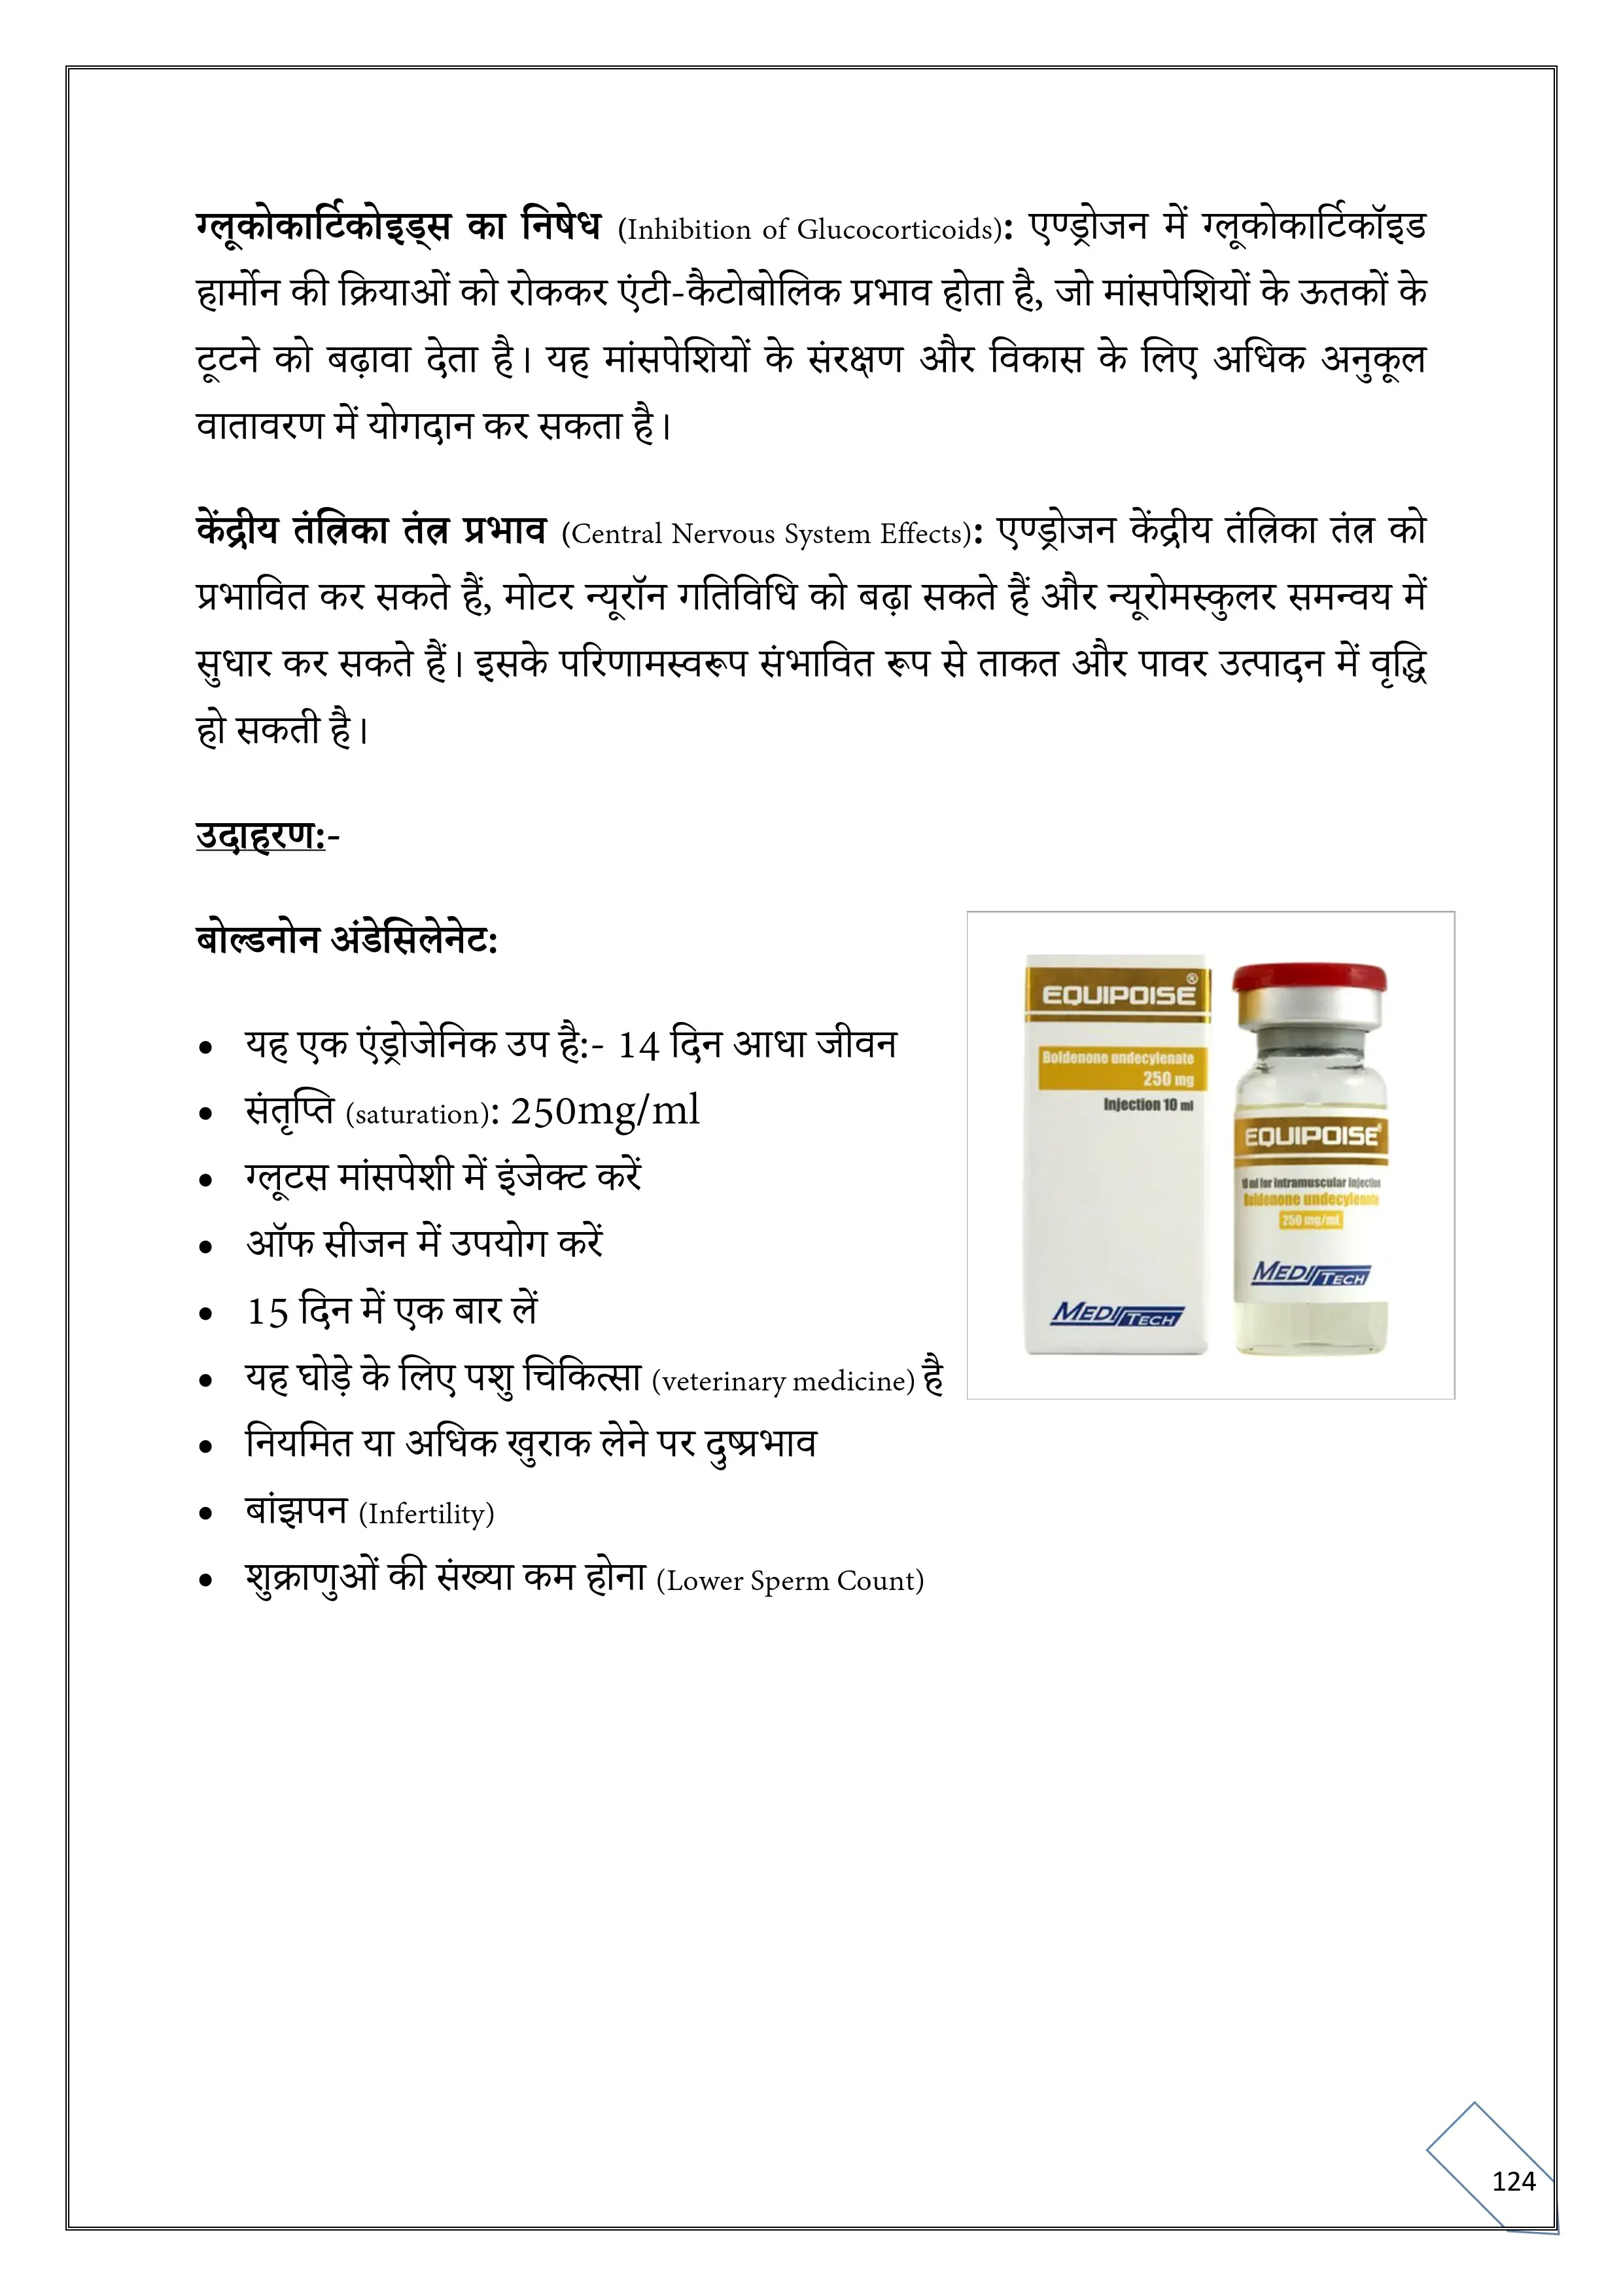 ग्लूकोकार्टिकोइड्स का निषेध (Inhibition of Glucocorticoids): एण्ड्रोजन में ग्लूकोकार्टिकॉइड
हार्मोन की क्रियाओं को रोककर एंटी-कैटोबोलिक प्रभाव होता है, जो मांसपेशियों के ऊतकों के
टूटने को बढ़ावा देता है। यह मांसपेशियों के संरक्षण और विकास के लिए अधिक अनुकूल
वातावरण में योगदान कर सकता है।
केंद्रीय तंत्रिका तंत्र प्रभाव (Central Nervous System Effects): एण्ड्रोजन केंद्रीय तंत्रिका तंत्र को
प्रभावित कर सकते हैं, मोटर न्यूरॉन गतिविधि को बढ़ा सकते हैं और न्यूरोमस्कुलर समन्वय में
सुधार कर सकते हैं। इसके परिणामस्वरूप संभावित रूप से ताकत और पावर उत्पादन में वृद्धि
हो सकती है।
उदाहरण:-
बोल्डनोन अंडेसिलेनेट:
• यह एक एंड्रोजेनिक उप है:- 14 दिन आधा जीवन
• संतृप्ति (saturation): 250mg/ml
• ग्लूटस मांसपेशी में इंजेक्ट करें
• ऑफ सीजन में उपयोग करें
• 15 दिन में एक बार लें
• यह घोड़े के लिए पशु चिकित्सा (veterinary medicine) है
• नियमित या अधिक खुराक लेने पर दुष्प्रभाव
• बांझपन (Infertility)
• शुक्राणुओं की संख्या कम होना (Lower Sperm Count)
EQUIPOISE®
Boldenone undecylenate
250 mg
Injection 10 ml
MEDITECH
EQUIPOISE®
10 ml for intramuscular injection
Boldenone undecylenate
250 mg/mL
MEDITECH
124